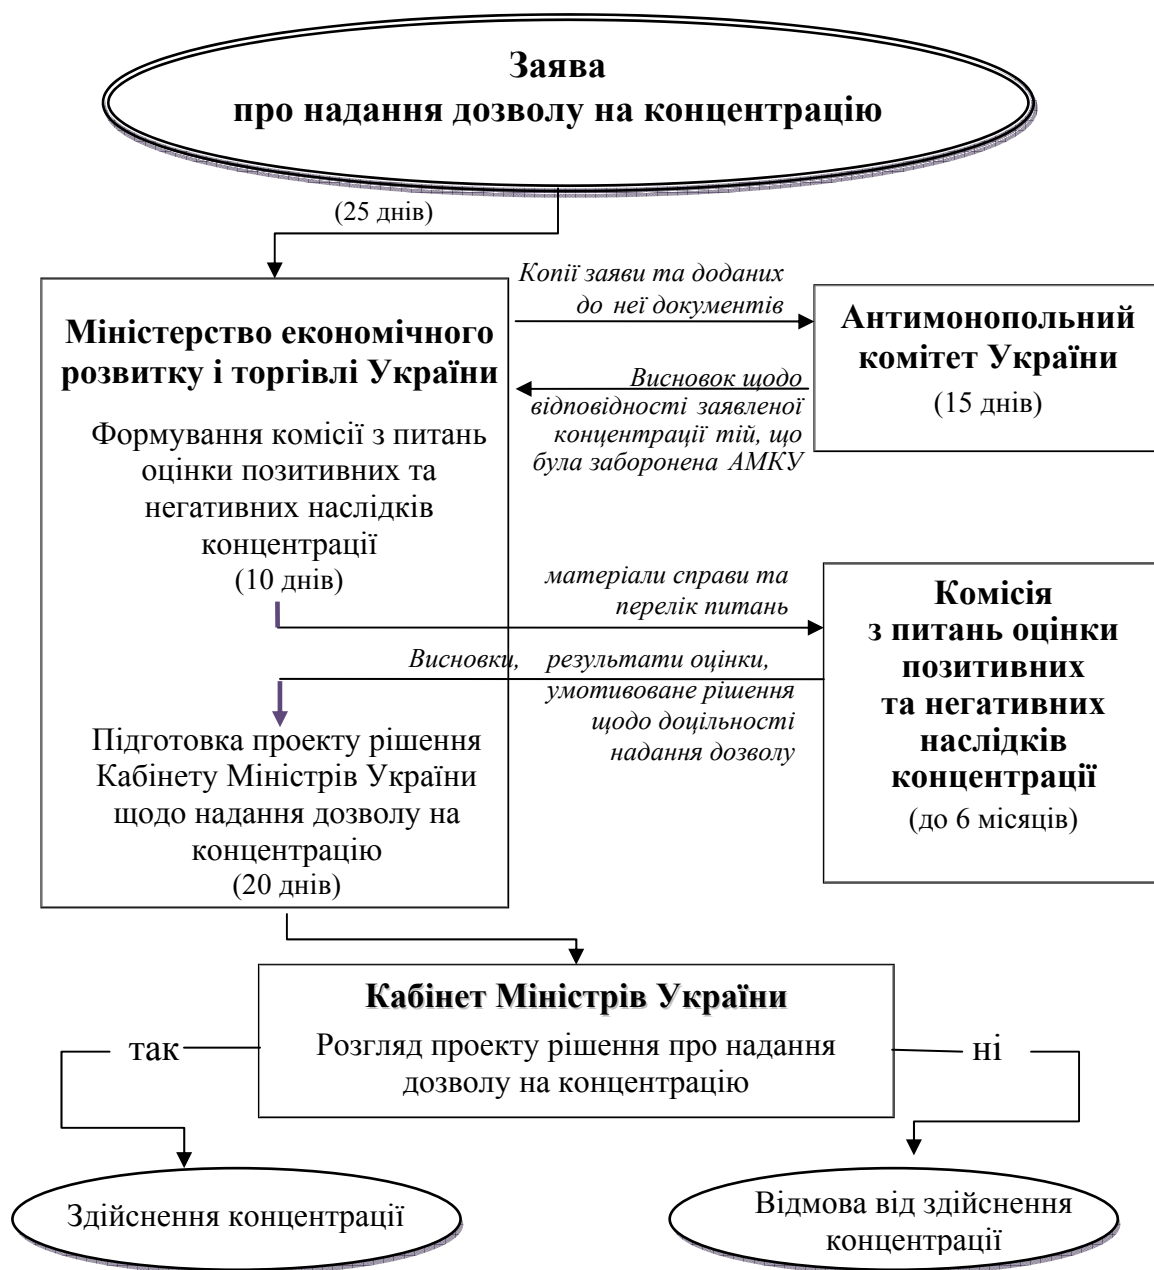 Заява
про надання дозволу на концентрацію
(25 днів)
Міністерство економічного
розвитку і торгівлі України
Формування комісії з питань
оцінки позитивних та
негативних наслідків
концентрації
(10 днів)
Копії заяви та доданих
до неї документів
Антимонопольний
комітет України
(15 днів)
Висновок щодо
відповідності заявленої
концентрації тій, що
була заборонена АМКУ
матеріали справи та
перелік питань
Комісія
з питань оцінки
позитивних
та негативних
наслідків
концентрації
(до 6 місяців)
Висновки, результати оцінки,
умотивоване рішення
щодо доцільності
надання дозволу
Підготовка проекту рішення
Кабінету Міністрів України
щодо надання дозволу на
концентрацію
(20 днів)
Кабінет Міністрів України
Розгляд проекту рішення про надання
дозволу на концентрацію
так
ні
Здійснення концентрації
Відмова від здійснення
концентрації